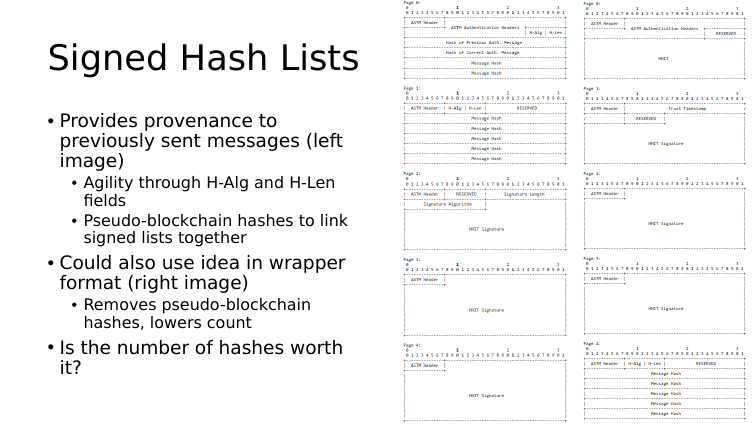 Signed Hash Lists
• Provides provenance to
previously sent messages (left
image)
• Agility through H-Alg and H-Len
fields
• Pseudo-blockchain hashes to link
signed lists together
• Could also use idea in wrapper
format (right image)
• Removes pseudo-blockchain
hashes, lowers count
• Is the number of hashes worth
it?
Page 0:
0 1 2 3
0 1 2 3 4 5 6 7 8 9 0 1 2 3 4 5 6 7 8 9 0 1 2 3 4 5 6 7 8 9 0 1
ASTM Header
ASTM Authentication Headers
H-Alg | H-Len
Hash of Previous Auth. Message
Hash of Current Auth. Message
Message Hash
Message Hash
Page 1:
0 1 2 3
0 1 2 3 4 5 6 7 8 9 0 1 2 3 4 5 6 7 8 9 0 1 2 3 4 5 6 7 8 9 0 1
ASTM Header | H-Alg | H-Len | RESERVED
Message Hash
Message Hash
Message Hash
Message Hash
Message Hash
Page 2:
0 1 2 3
0 1 2 3 4 5 6 7 8 9 0 1 2 3 4 5 6 7 8 9 0 1 2 3 4 5 6 7 8 9 0 1
ASTM Header | RESERVED | Signature Length
Signature Algorithm
HHIT Signature
Page 3:
0 1 2 3
0 1 2 3 4 5 6 7 8 9 0 1 2 3 4 5 6 7 8 9 0 1 2 3 4 5 6 7 8 9 0 1
ASTM Header
HHIT Signature
Page 4:
0 1 2 3
0 1 2 3 4 5 6 7 8 9 0 1 2 3 4 5 6 7 8 9 0 1 2 3 4 5 6 7 8 9 0 1
ASTM Header
HHIT Signature
Page 0:
0 1 2 3
0 1 2 3 4 5 6 7 8 9 0 1 2 3 4 5 6 7 8 9 0 1 2 3 4 5 6 7 8 9 0 1
ASTM Header
ASTM Authentication Headers
RESERVED
HHIT
Page 1:
0 1 2 3
0 1 2 3 4 5 6 7 8 9 0 1 2 3 4 5 6 7 8 9 0 1 2 3 4 5 6 7 8 9 0 1
ASTM Header | Trust Timestamp
RESERVED
HHIT Signature
Page 2:
0 1 2 3
0 1 2 3 4 5 6 7 8 9 0 1 2 3 4 5 6 7 8 9 0 1 2 3 4 5 6 7 8 9 0 1
ASTM Header
HHIT Signature
Page 3:
0 1 2 3
0 1 2 3 4 5 6 7 8 9 0 1 2 3 4 5 6 7 8 9 0 1 2 3 4 5 6 7 8 9 0 1
ASTM Header
HHIT Signature
Page 4:
0 1 2 3
0 1 2 3 4 5 6 7 8 9 0 1 2 3 4 5 6 7 8 9 0 1 2 3 4 5 6 7 8 9 0 1
ASTM Header | H-Alg | H-Len | RESERVED
Message Hash
Message Hash
Message Hash
Message Hash
Message Hash